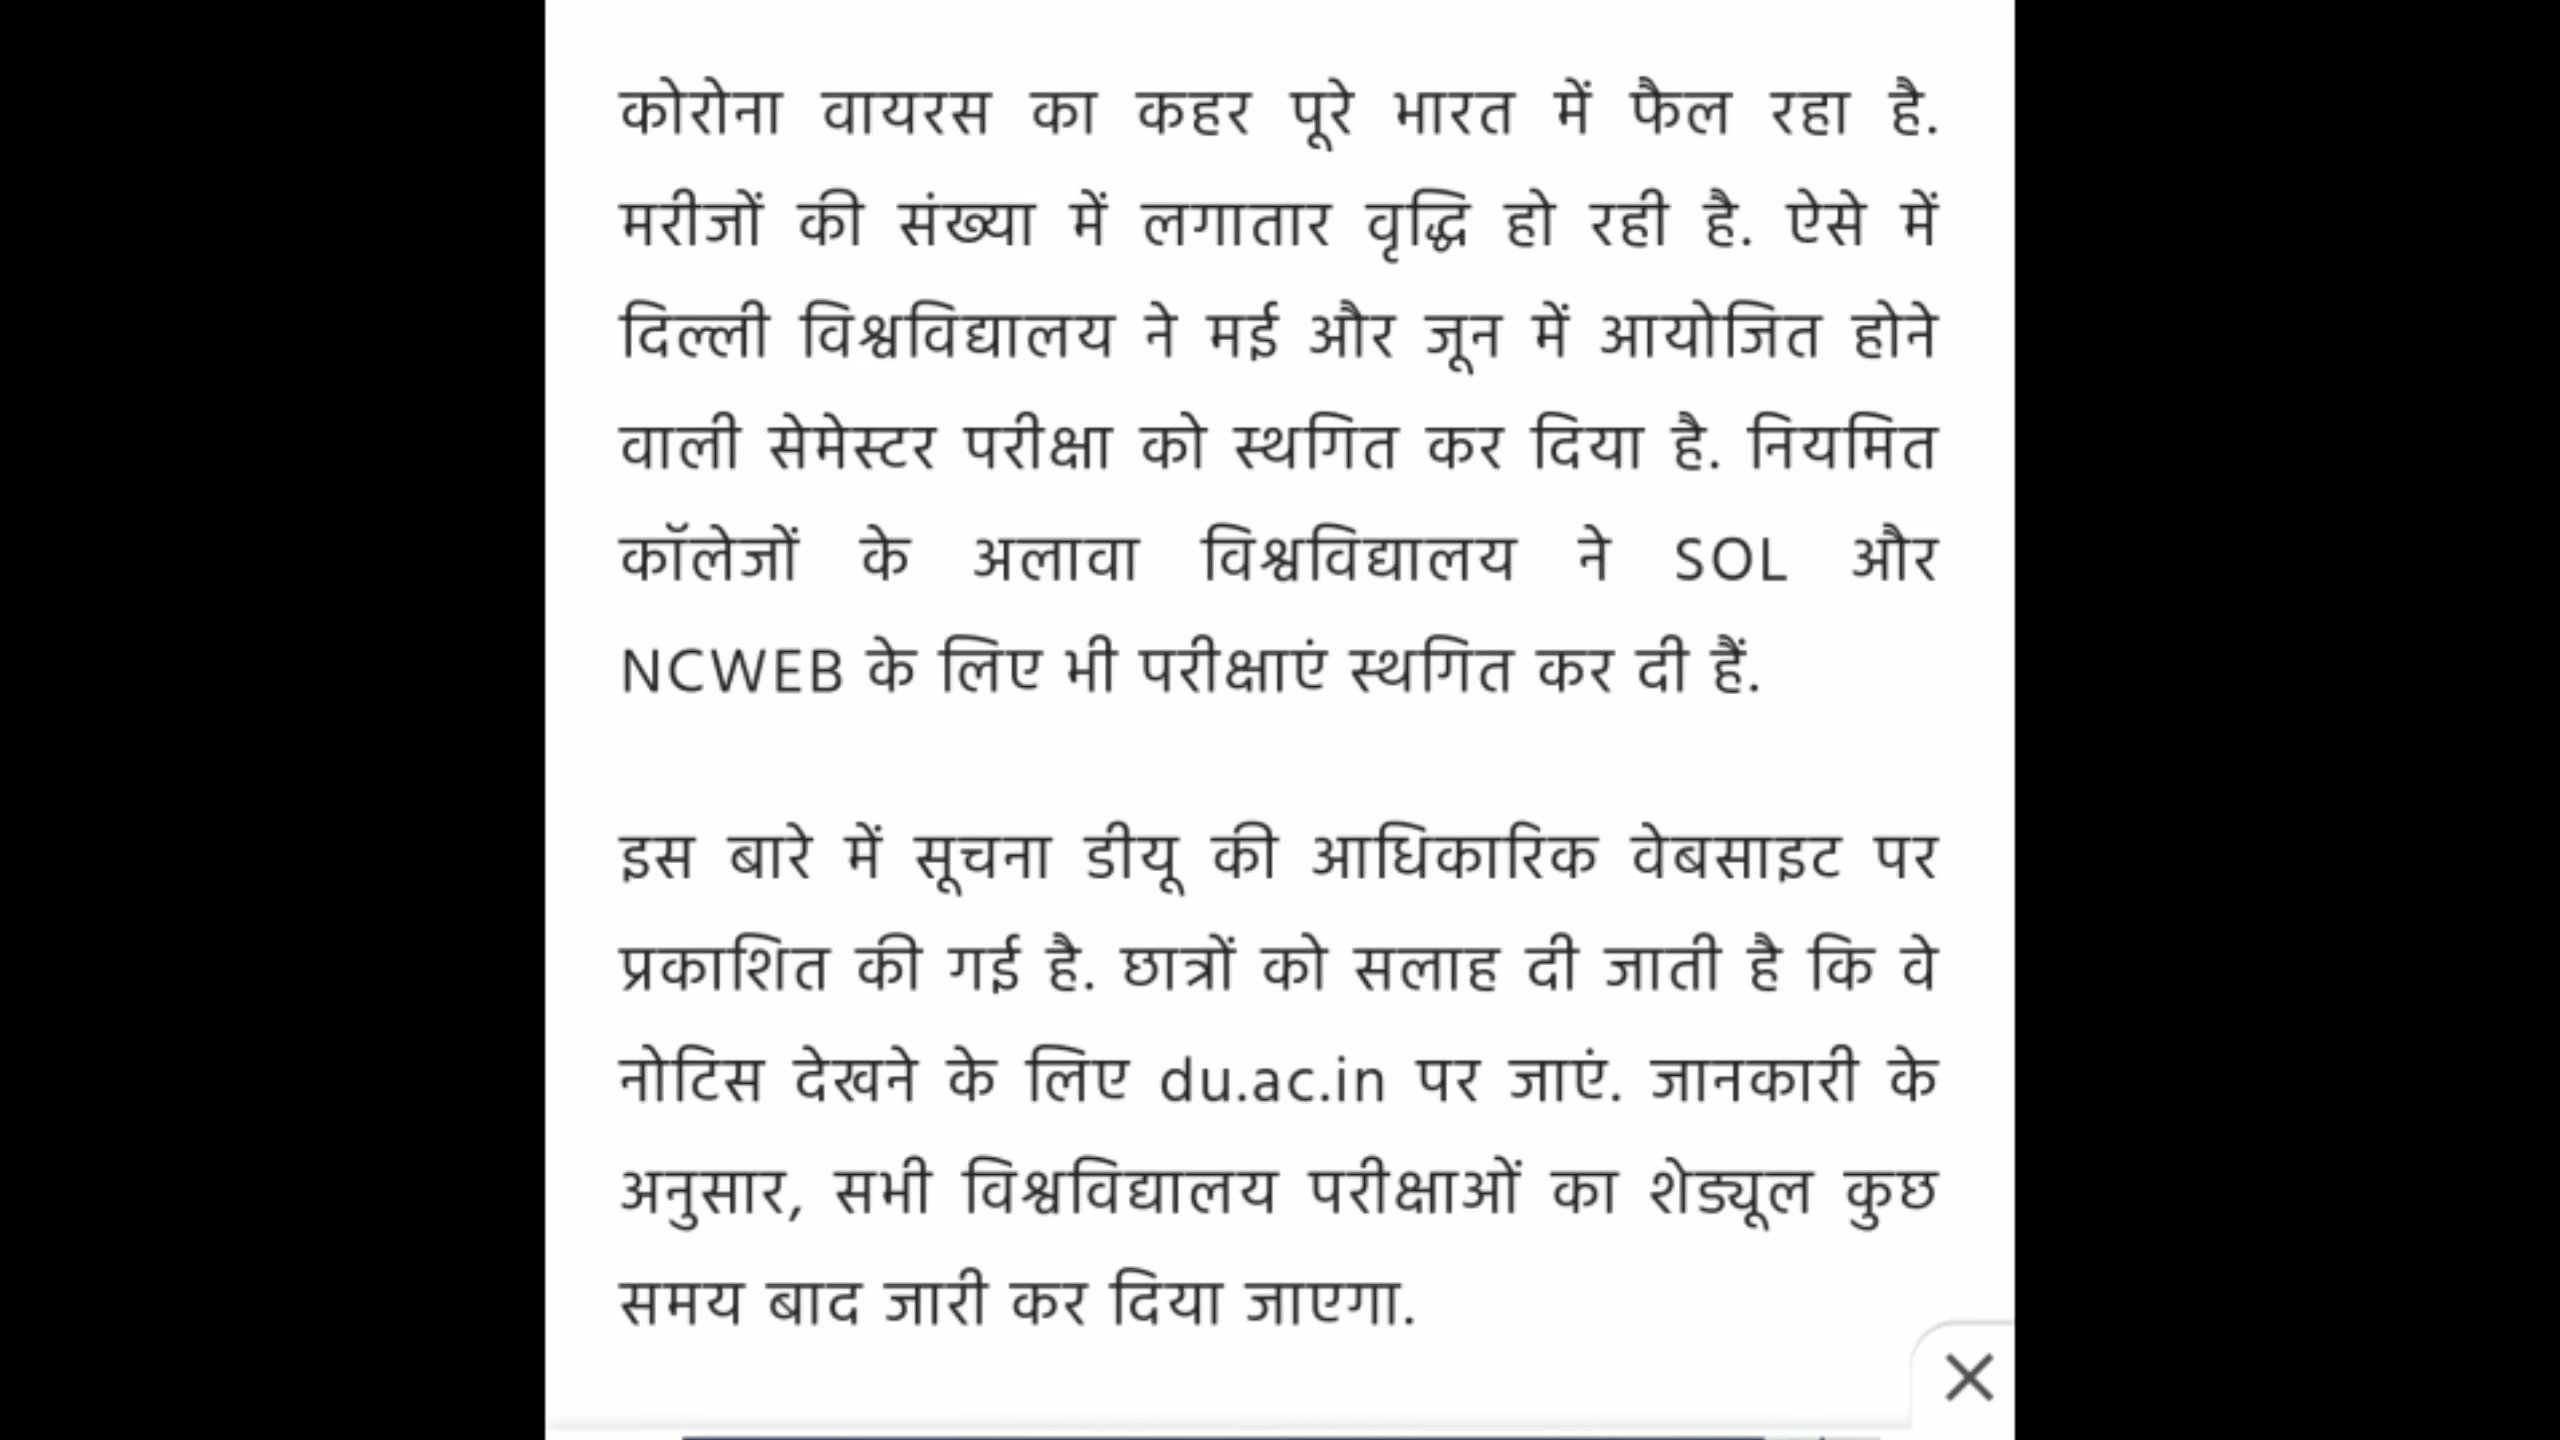 कोरोना वायरस का कहर पूरे भारत में फैल रहा है.
मरीजों की संख्या में लगातार वृद्धि हो रही है. ऐसे में
दिल्ली विश्वविद्यालय ने मई और जून में आयोजित होने
वाली सेमेस्टर परीक्षा को स्थगित कर दिया है. नियमित
कॉलेजों के अलावा विश्वविद्यालय ने SOL और
NCWEB के लिए भी परीक्षाएं स्थगित कर दी हैं.
इस बारे में सूचना डीयू की आधिकारिक वेबसाइट पर
प्रकाशित की गई है. छात्रों को सलाह दी जाती है कि वे
नोटिस देखने के लिए du.ac.in पर जाएं. जानकारी के
अनुसार, सभी विश्वविद्यालय परीक्षाओं का शेड्यूल कुछ
समय बाद जारी कर दिया जाएगा.